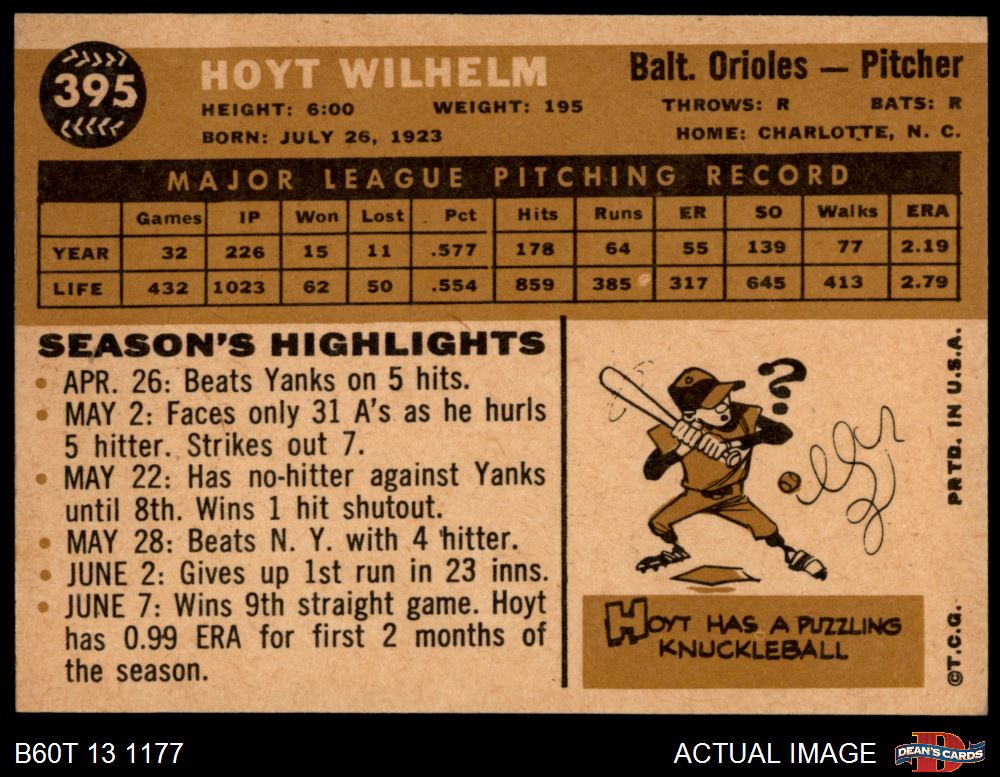 395
HOYT WILHELM
Balt. Orioles — Pitcher
HEIGHT: 6:00 WEIGHT: 195 THROWS: R BATS: R
BORN: JULY 26, 1923 HOME: CHARLOTTE, N. C.
MAJOR LEAGUE PITCHING RECORD
Games IP Won Lost Pct Hits Runs ER SO Walks ERA
YEAR 32 226 15 11 .577 178 64 55 139 77 2.19
LIFE 432 1023 62 50 .554 859 385 317 645 413 2.79
SEASON'S HIGHLIGHTS
• APR. 26: Beats Yanks on 5 hits.
• MAY 2: Faces only 31 A's as he hurls
5 hitter. Strikes out 7.
• MAY 22: Has no-hitter against Yanks
until 8th. Wins 1 hit shutout.
• MAY 28: Beats N. Y. with 4 hitter.
• JUNE 2: Gives up 1st run in 23 inns.
• JUNE 7: Wins 9th straight game. Hoyt
has 0.99 ERA for first 2 months of
the season.
?
HOYT HAS A PUZZLING
KNUCKLEBALL
©T.C.G. PRTD. IN U.S.A.
B60T 13 1177
ACTUAL IMAGE
D
DEAN'S CARDS